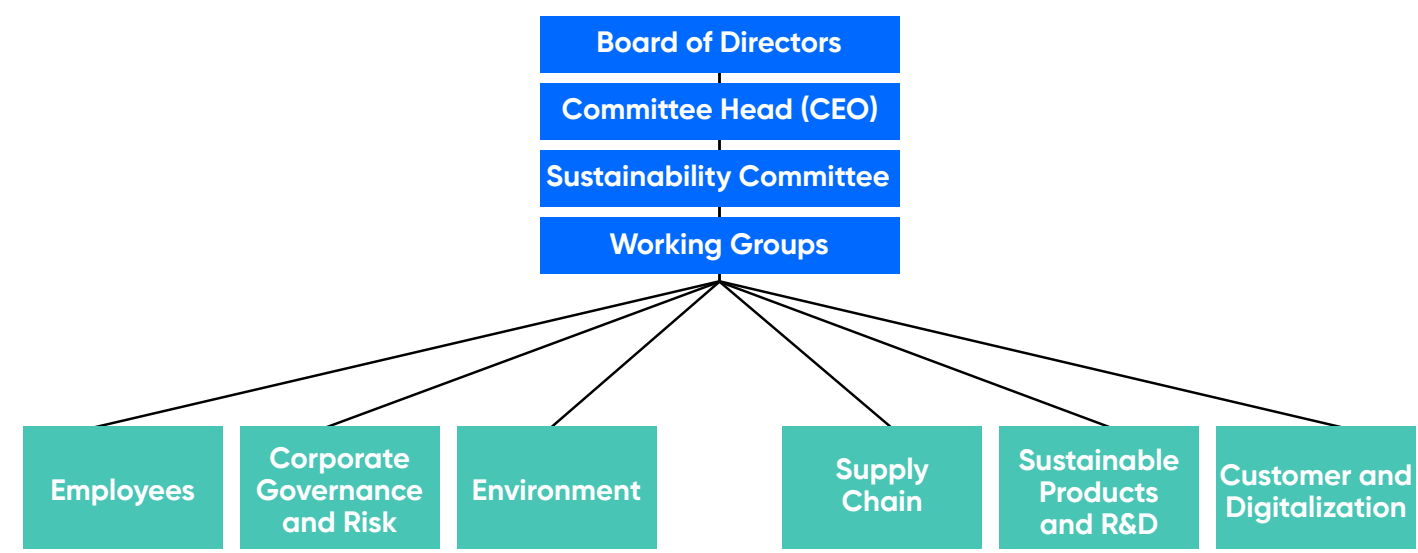 Board of Directors
Committee Head (CEO)
Sustainability Committee
Working Groups
Employees
Corporate
Governance
and Risk
Environment
Supply
Chain
Sustainable
Products
and R&D
Customer and
Digitalization